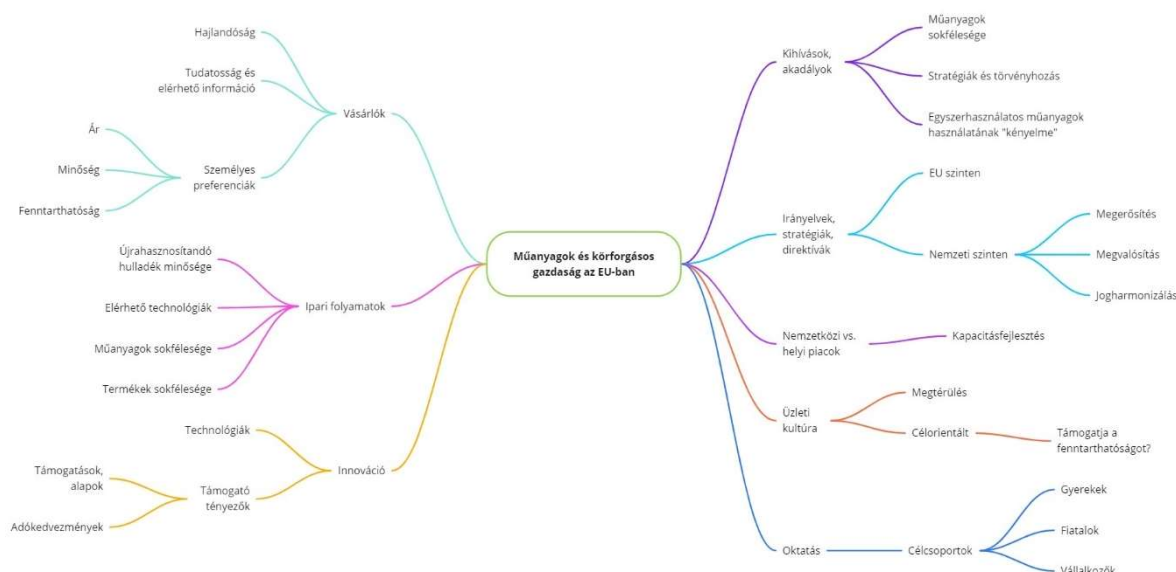 Műanyagok és körforgásos
gazdaság az EU-ban
Vásárlók
Hajlandóság
Tudatosság és
elérhető információ
Személyes
preferenciák
Ár
Minőség
Fenntarthatóság
Ipari folyamatok
Újrahasznosítandó
hulladék minősége
Elérhető technológiák
Műanyagok sokfélesége
Termékek sokfélesége
Innováció
Technológiák
Támogató
tényezők
Támogatások,
alapok
Adókedvezmények
Kihívások,
akadályok
Műanyagok
sokfélesége
Stratégiák és törvényhozás
Egyszerhasználatos műanyagok
használatának "kényelme"
Irányelvek,
stratégiák,
direktívák
EU szinten
Nemzeti szinten
Megerősítés
Megvalósítás
Jogharmonizálás
Nemzetközi vs.
helyi piacok
Kapacitásfejlesztés
Üzleti
kultúra
Megtérülés
Célorientált
Támogatja a
fenntarthatóságot?
Oktatás
Célcsoportok
Gyerekek
Fiatalok
Vállalkozók